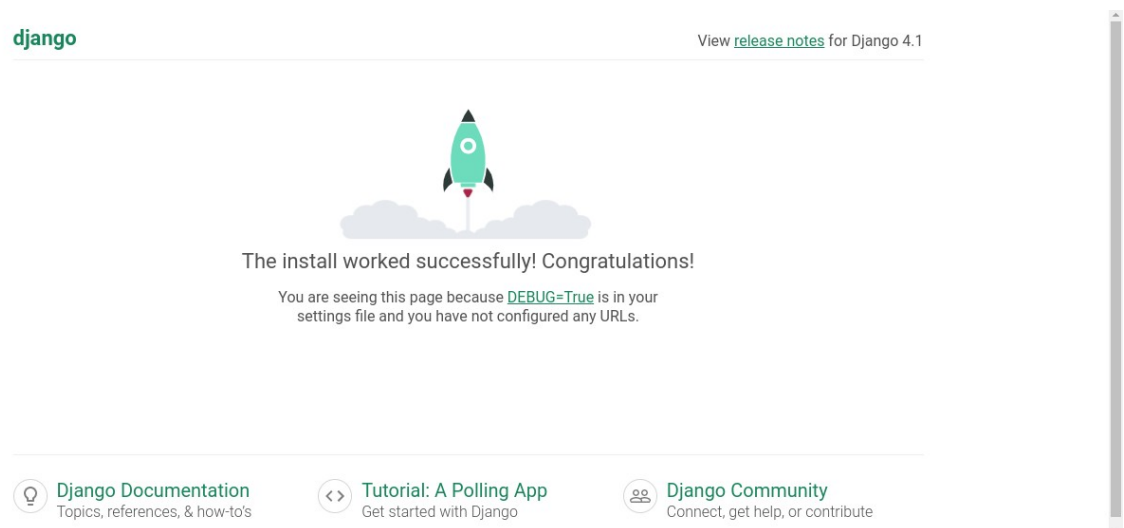 django
View release notes for Django 4.1
The install worked successfully! Congratulations!
You are seeing this page because DEBUG=True is in your
settings file and you have not configured any URLs.
Django Documentation
Topics, references, & how-to's
Tutorial: A Polling App
Get started with Django
Django Community
Connect, get help, or contribute